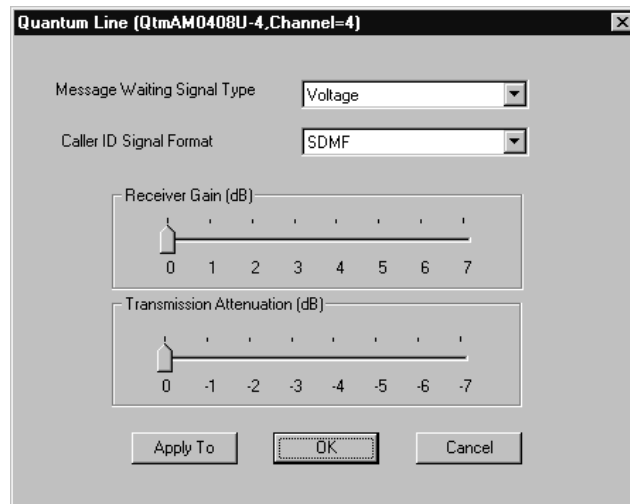 Quantum Line (QtmAM0408U-4,Channel=4)
Message Waiting Signal Type
Voltage
Caller ID Signal Format
SDMF
Receiver Gain (dB)
0 1 2 3 4 5 6 7
Transmission Attenuation (dB)
0 -1 -2 -3 -4 -5 -6 -7
Apply To OK Cancel